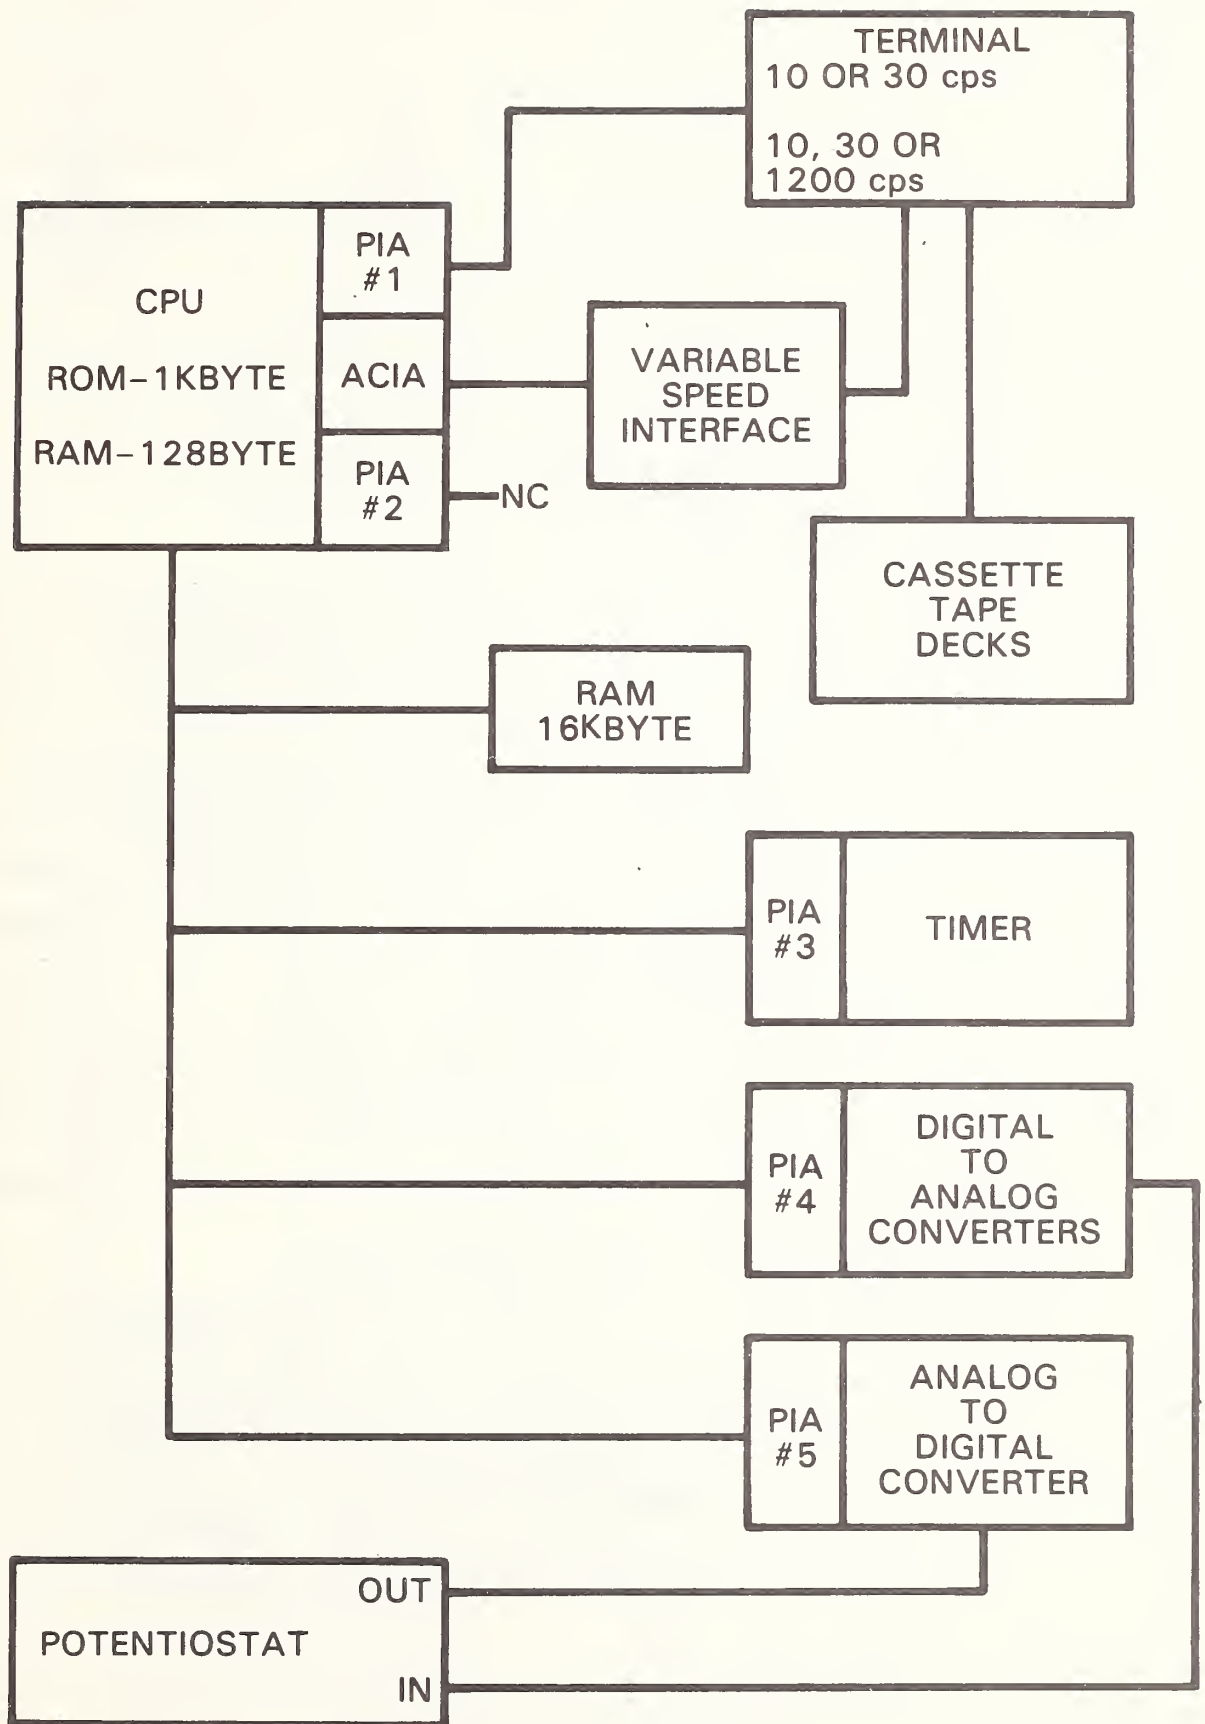 TERMINAL
10 OR 30 cps
10, 30 OR
1200 cps
PIA
#1
CPU
ROM-1KBYTE
RAM-128BYTE
ACIA
PIA
#2
NC
VARIABLE
SPEED
INTERFACE
CASSETTE
TAPE
DECKS
RAM
16KBYTE
PIA
#3
TIMER
PIA
#4
DIGITAL
TO
ANALOG
CONVERTERS
PIA
#5
ANALOG
TO
DIGITAL
CONVERTER
OUT
POTENTIOSTAT
IN